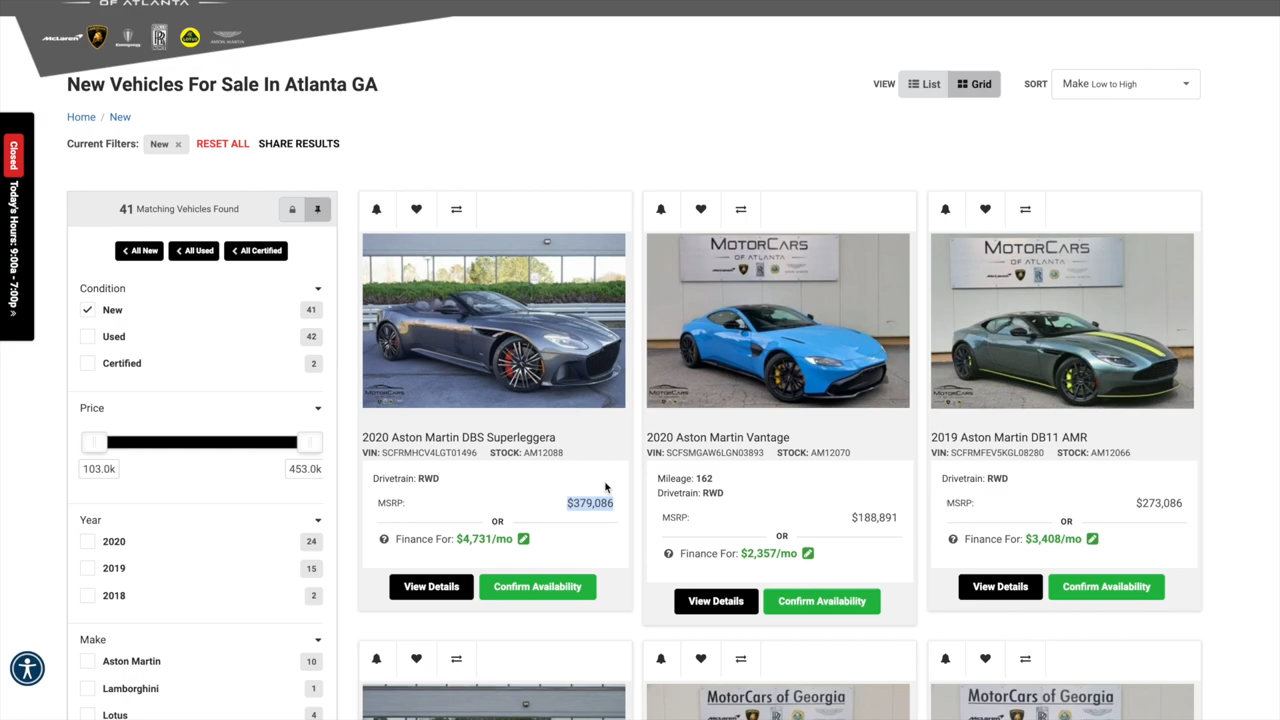 OF ATLANTA
McLaren
ASTON MARTIN
New Vehicles For Sale In Atlanta GA
VIEW List Grid SORT Make Low to High
Home / New
Current Filters: New × RESET ALL SHARE RESULTS
Closed Today's Hours: 9:00a - 7:00p
41 Matching Vehicles Found
All New All Used All Certified
Condition
New 41
Used 42
Certified 2
Price
103.0k 453.0k
Year
2020 24
2019 15
2018 2
Make
Aston Martin 10
Lamborghini 1
Lotus 4
2020 Aston Martin DBS Superleggera
VIN: SCFRMHCV4LGT01496 STOCK: AM12088
Drivetrain: RWD
MSRP: $379,086
OR
Finance For: $4,731/mo
View Details Confirm Availability
MOTORCARS
OF ATLANTA
2020 Aston Martin Vantage
VIN: SCFSMGAW6LGN03893 STOCK: AM12070
Mileage: 162
Drivetrain: RWD
MSRP: $188,891
OR
Finance For: $2,357/mo
View Details Confirm Availability
MOTORCARS
OF ATLANTA
2019 Aston Martin DB11 AMR
VIN: SCFRMFEV5KGL08280 STOCK: AM12066
Drivetrain: RWD
MSRP: $273,086
OR
Finance For: $3,408/mo
View Details Confirm Availability
MotorCars of Georgia
MotorCars of Georgia